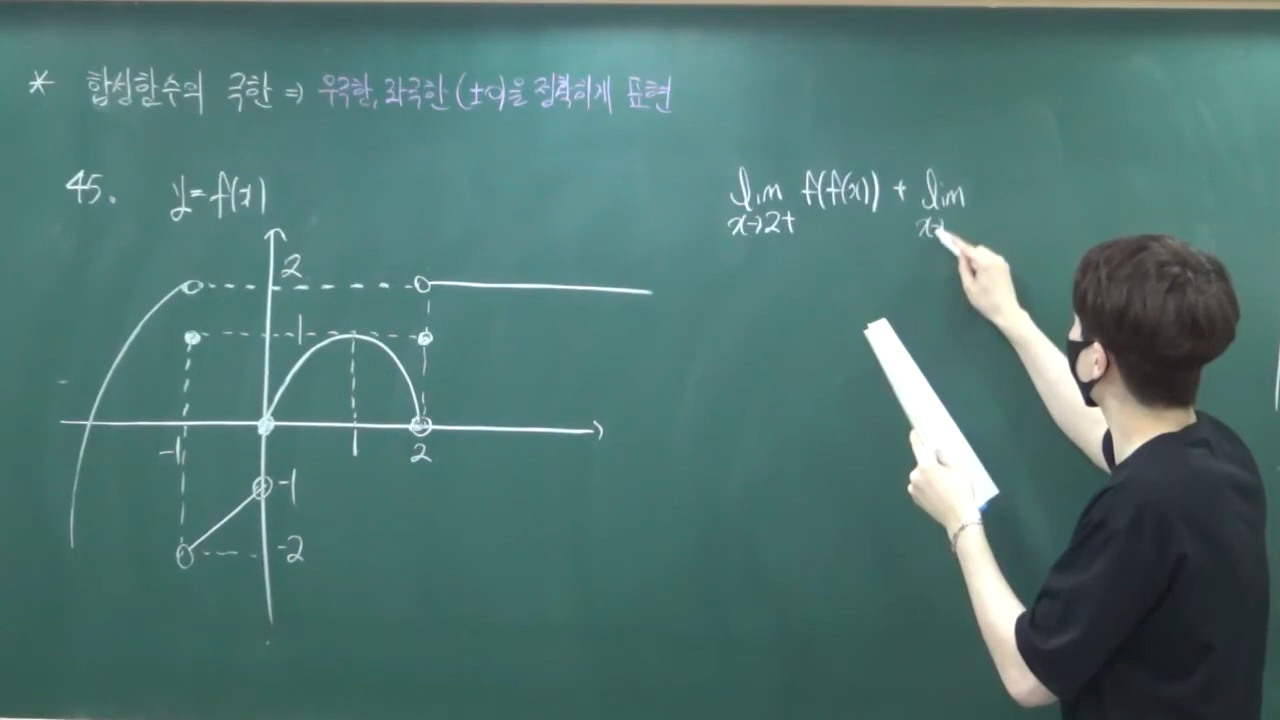 * 합성함수의 극한 ⇒ 우극한, 좌극한 (±0)을 정확하게 표현
45. y=f(x)
lim f(f(x)) + lim
x→2+ x→
2
1
-1 1 2
-1
-2